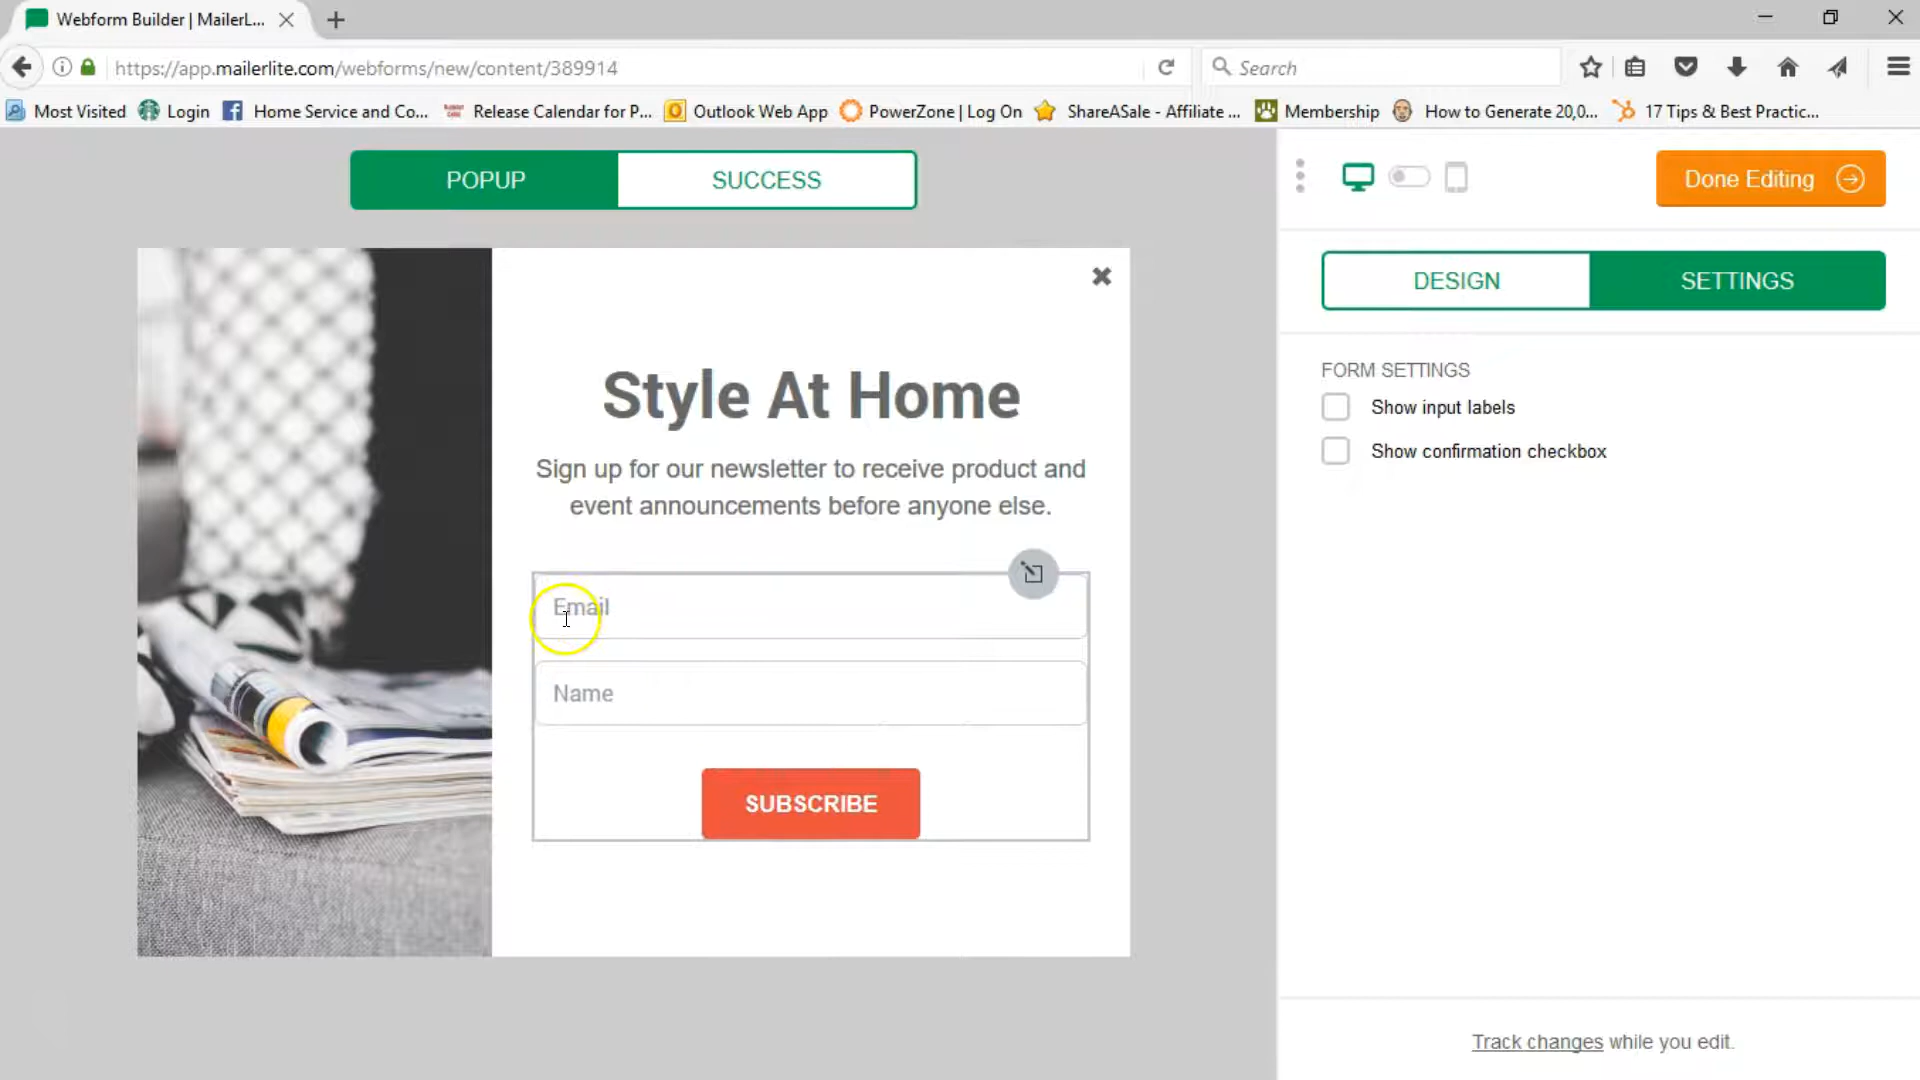 Webform Builder | MailerL...
https://app.mailerlite.com/webforms/new/content/389914
Search
Most Visited
Login
Home Service and Co...
Release Calendar for P...
Outlook Web App
PowerZone | Log On
ShareASale - Affiliate ...
Membership
How to Generate 20,0...
17 Tips & Best Practic...
POPUP
SUCCESS
Done Editing
DESIGN
SETTINGS
FORM SETTINGS
Show input labels
Show confirmation checkbox
Style At Home
Sign up for our newsletter to receive product and
event announcements before anyone else.
Email
Name
SUBSCRIBE
Track changes while you edit.